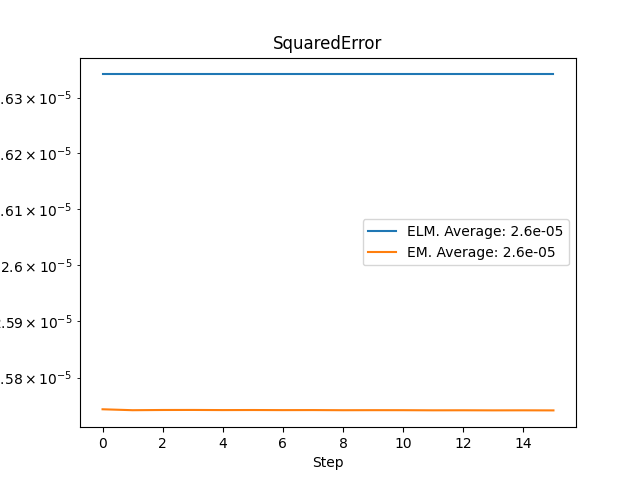 SquaredError
.63 × 10⁻⁵
.62 × 10⁻⁵
.61 × 10⁻⁵
2.6 × 10⁻⁵
.59 × 10⁻⁵
.58 × 10⁻⁵
ELM. Average: 2.6e-05
EM. Average: 2.6e-05
0 2 4 6 8 10 12 14
Step